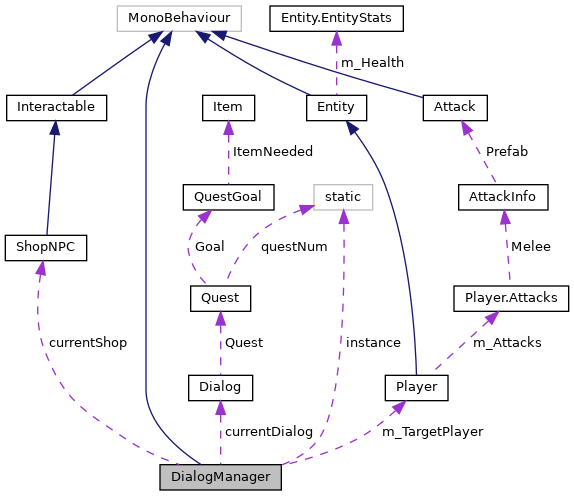 MonoBehaviour
Entity.EntityStats
m_Health
Interactable
Item
Entity
Attack
ItemNeeded
Prefab
QuestGoal
static
AttackInfo
ShopNPC
Goal
questNum
Melee
Quest
Player.Attacks
currentShop
Quest
instance
m_Attacks
Dialog
Player
currentDialog
m_TargetPlayer
DialogManager